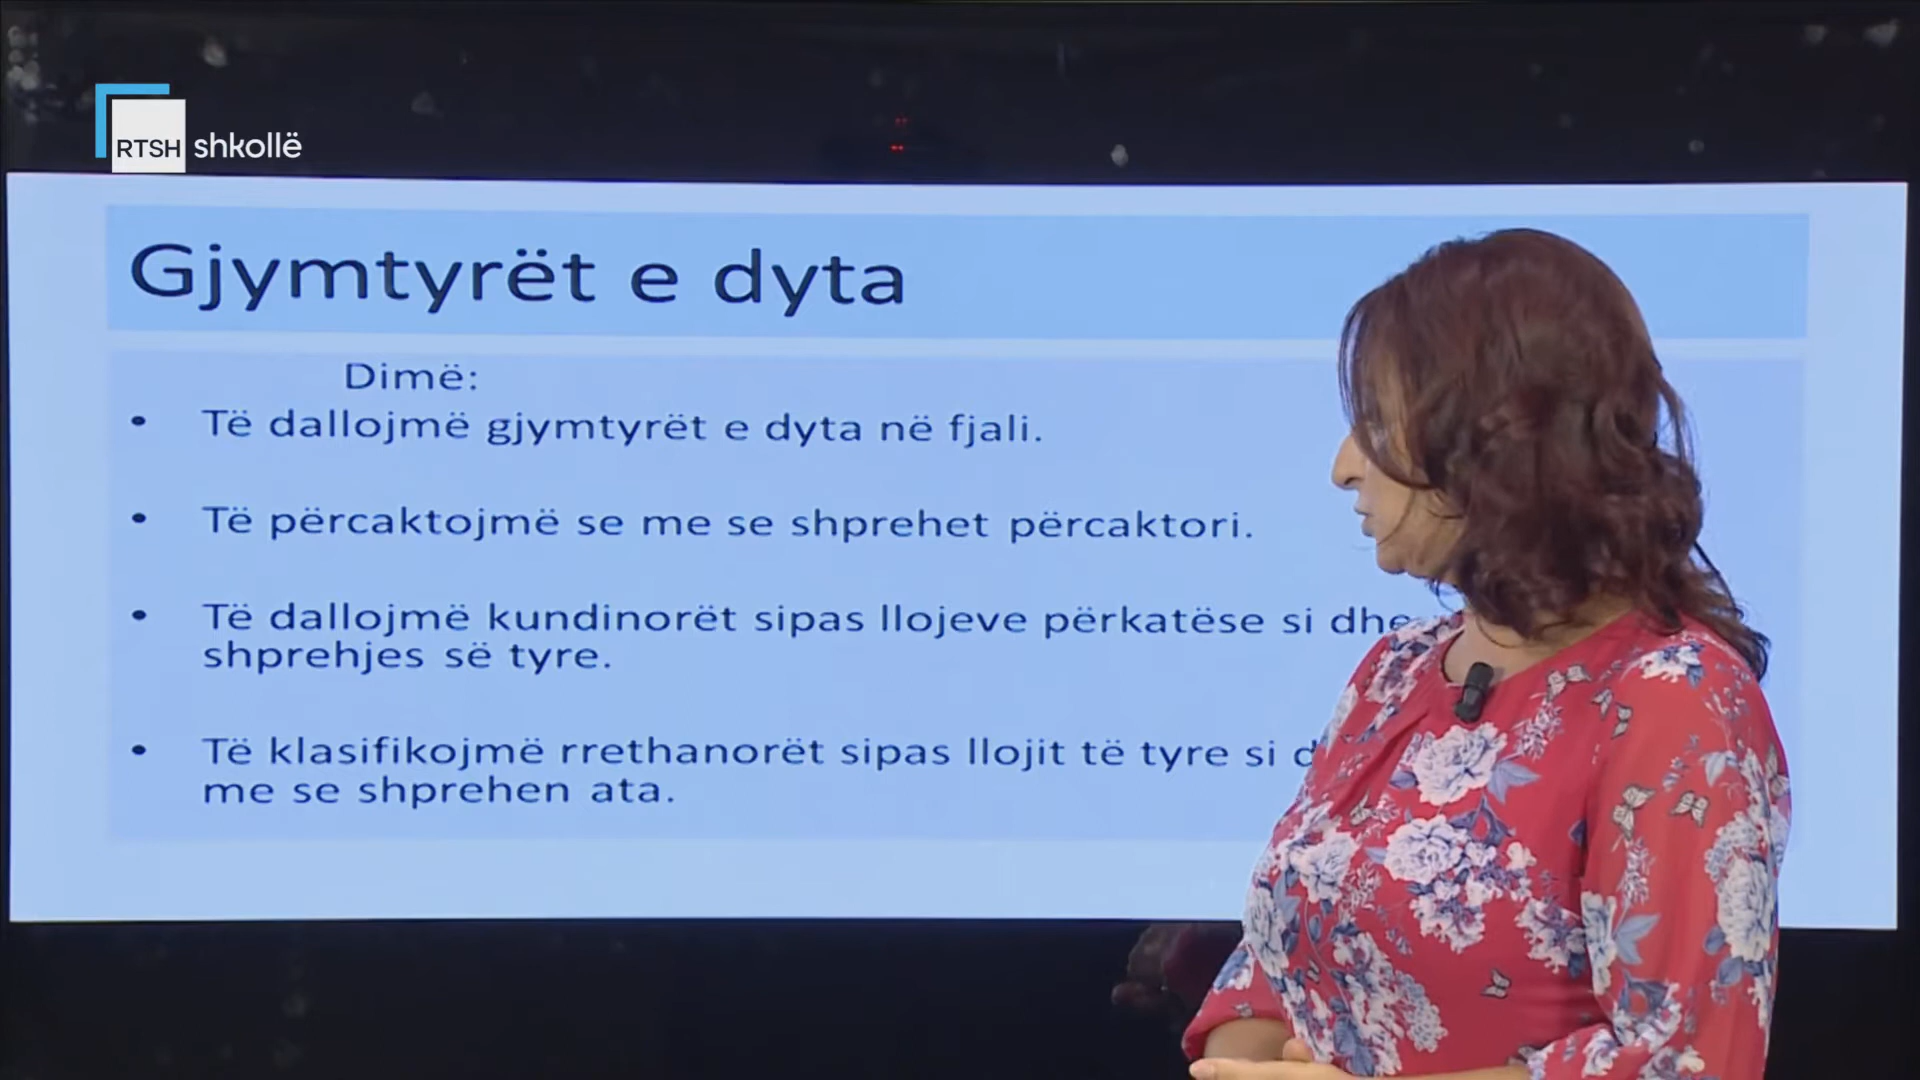 RTSH shkollë
Gjymtyrët e dyta
Dimë:
• Të dallojmë gjymtyrët e dyta në fjali.
• Të përcaktojmë se me se shprehet përcaktori.
• Të dallojmë kundinorët sipas llojeve përkatëse si dhe
shprehjes së tyre.
• Të klasifikojmë rrethanorët sipas llojit të tyre si
me se shprehen ata.